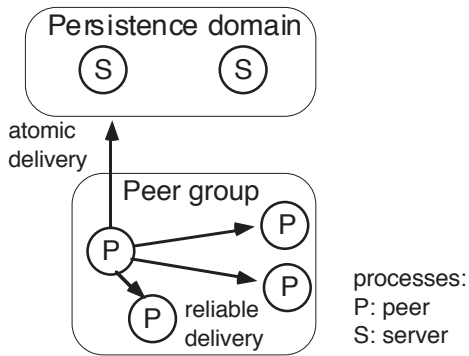 Persistence domain
S S
atomic
delivery
Peer group
P
P
P
P
reliable
delivery
processes:
P: peer
S: server